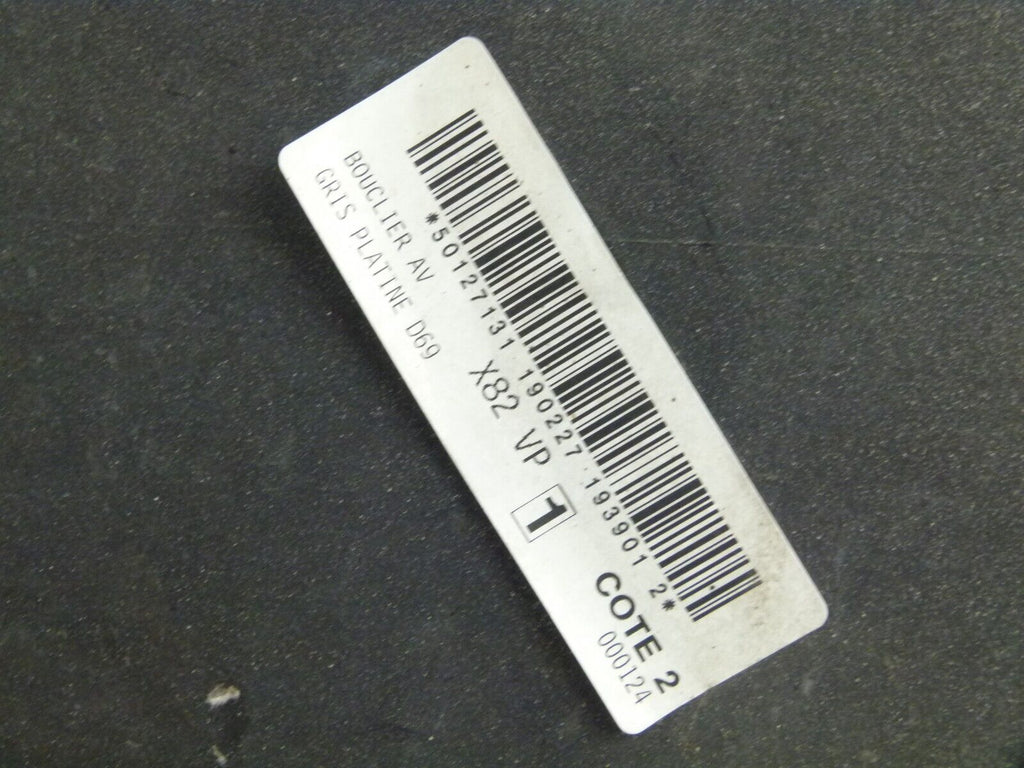 *50127131 190227 193901 2*
BOUCLIER AV
GRIS PLATINE D69
X82 VP
1
COTE 2
000124